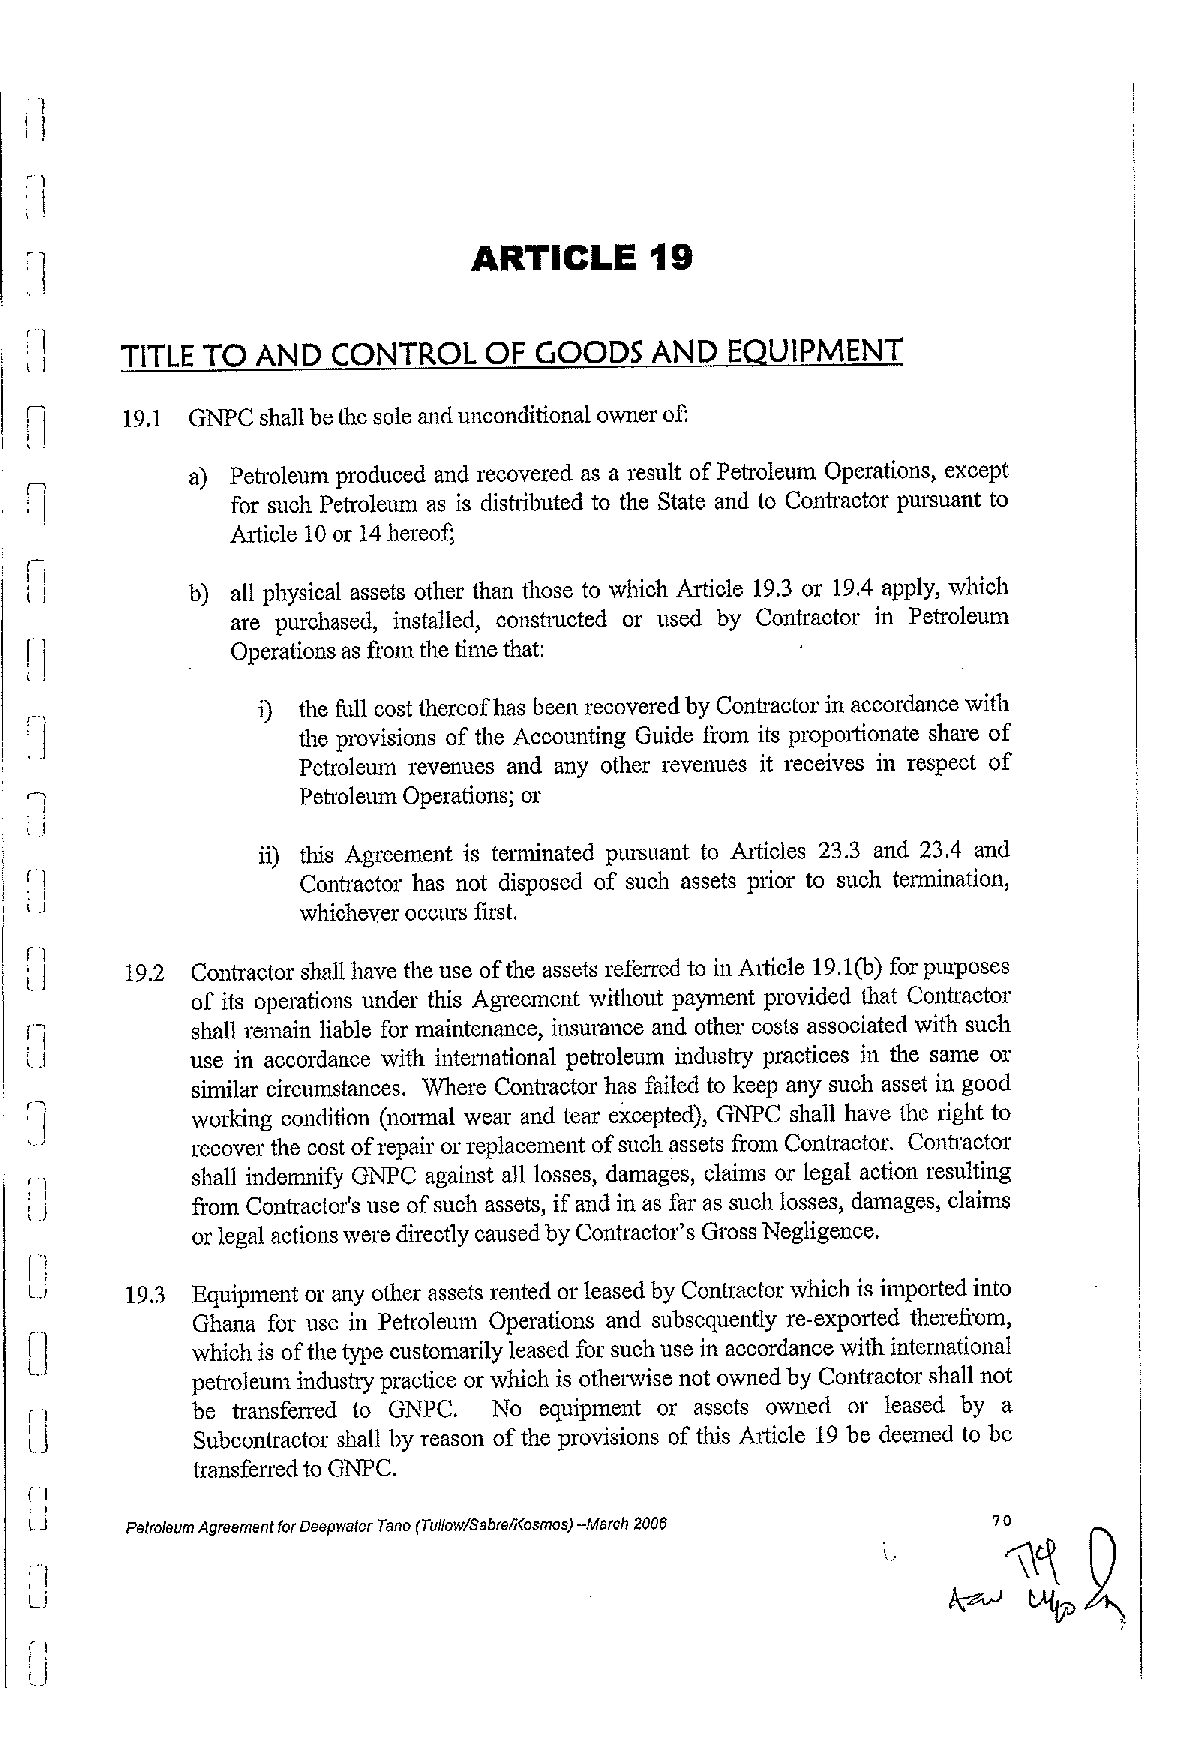 ARTICLE 19
TITLE TO AND CONTROL OF GOODS AND EQUIPMENT
19.1 GNPC shall be the sole and unconditional owner of:
a) Petroleum produced and recovered as a result of Petroleum Operations, except
for such Petroleum as is distributed to the State and to Contractor pursuant to
Article 10 or 14 hereof;
b) all physical assets other than those to which Article 19.3 or 19.4 apply, which
are purchased, installed, constructed or used by Contractor in Petroleum
Operations as from the time that:
i) the full cost thereof has been recovered by Contractor in accordance with
the provisions of the Accounting Guide from its proportionate share of
Petroleum revenues and any other revenues it receives in respect of
Petroleum Operations; or
ii) this Agreement is terminated pursuant to Articles 23.3 and 23.4 and
Contractor has not disposed of such assets prior to such termination,
whichever occurs first.
19.2 Contractor shall have the use of the assets referred to in Article 19.1(b) for purposes
of its operations under this Agreement without payment provided that Contractor
shall remain liable for maintenance, insurance and other costs associated with such
use in accordance with international petroleum industry practices in the same or
similar circumstances. Where Contractor has failed to keep any such asset in good
working condition (normal wear and tear excepted), GNPC shall have the right to
recover the cost of repair or replacement of such assets from Contractor. Contractor
shall indemnify GNPC against all losses, damages, claims or legal action resulting
from Contractor's use of such assets, if and in as far as such losses, damages, claims
or legal actions were directly caused by Contractor's Gross Negligence.
19.3 Equipment or any other assets rented or leased by Contractor which is imported into
Ghana for use in Petroleum Operations and subsequently re-exported therefrom,
which is of the type customarily leased for such use in accordance with international
petroleum industry practice or which is otherwise not owned by Contractor shall not
be transferred to GNPC. No equipment or assets owned or leased by a
Subcontractor shall by reason of the provisions of this Article 19 be deemed to be
transferred to GNPC.
Petroleum Agreement for Deepwater Tano (Tullow/Sabre/Kosmos) –March 2006 70